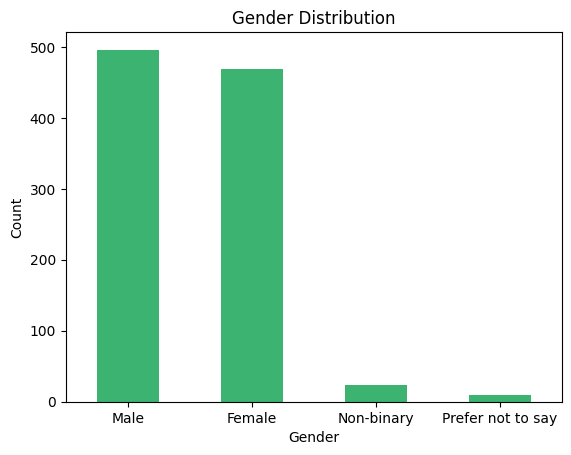 Gender Distribution
500
400
300
200
100
0
Count
Male Female Non-binary Prefer not to say
Gender